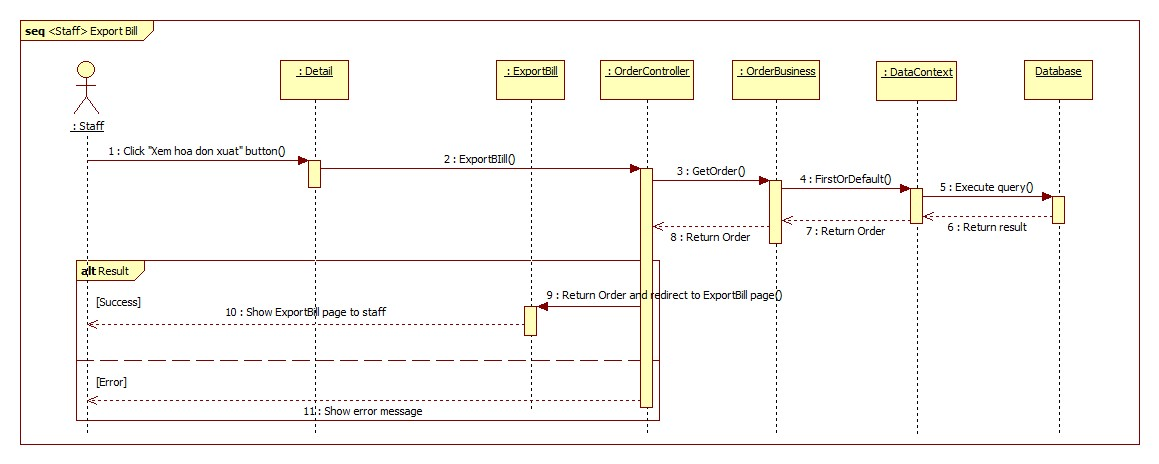 seq <Staff> Export Bill
: Staff
: Detail
: ExportBill
: OrderController
: OrderBusiness
: DataContext
Database
1 : Click "Xem hoa don xuat" button()
2 : ExportBIill()
3 : GetOrder()
4 : FirstOrDefault()
5 : Execute query()
6 : Return result
7 : Return Order
8 : Return Order
alt Result
[Success]
9 : Return Order and redirect to ExportBill page()
10 : Show ExportBill page to staff
[Error]
11 : Show error message